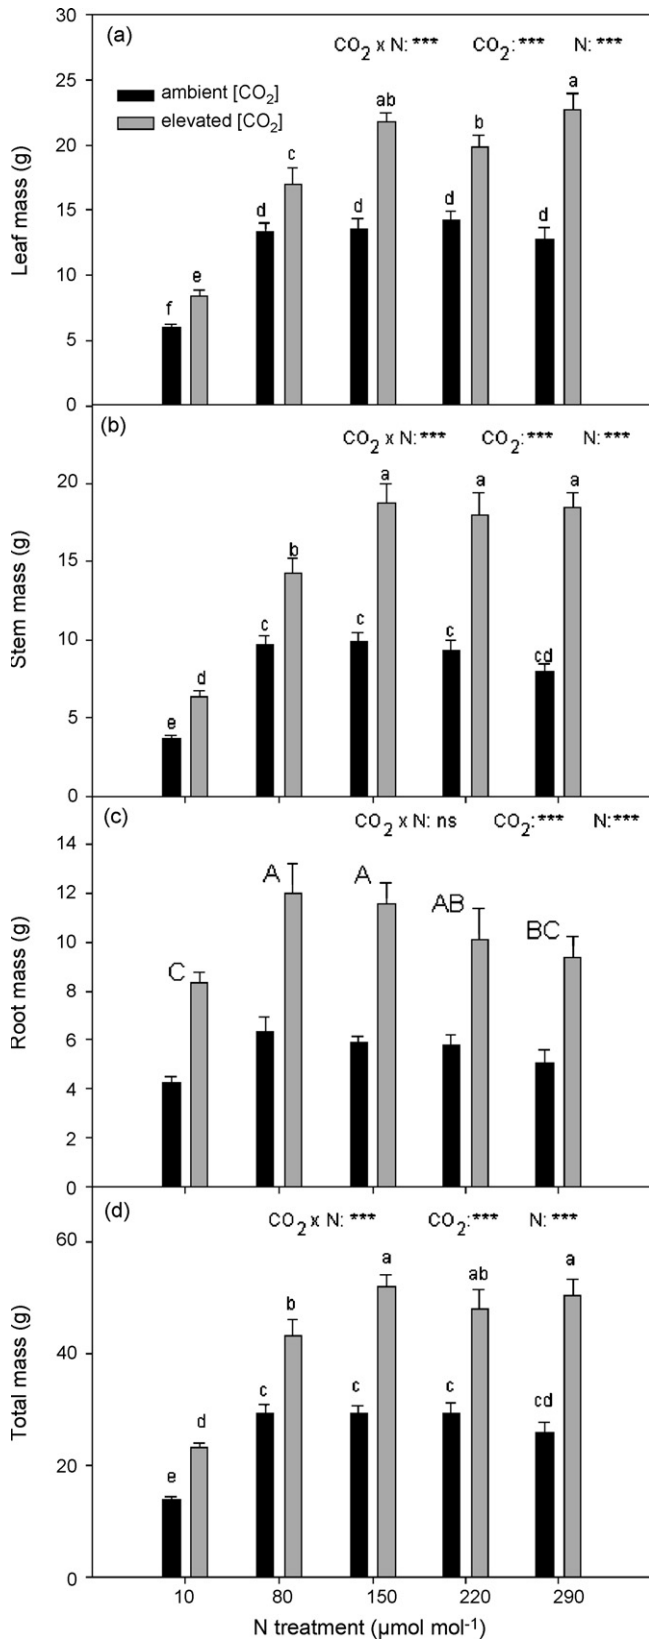 (a)
CO2 x N: *** CO2: *** N: ***
ambient [CO2]
elevated [CO2]
Leaf mass (g)
30
25
20
15
10
5
0
f e d c d ab d b d a
(b)
CO2 x N: *** CO2: *** N: ***
Stem mass (g)
20
15
10
5
0
e d c b c a c a cd a
(c)
CO2 x N: ns CO2: *** N: ***
Root mass (g)
14
12
10
8
6
4
2
0
C A A AB BC
(d)
CO2 x N: *** CO2: *** N: ***
Total mass (g)
60
40
20
0
e d c b c a c ab cd a
10 80 150 220 290
N treatment (µmol mol-1)